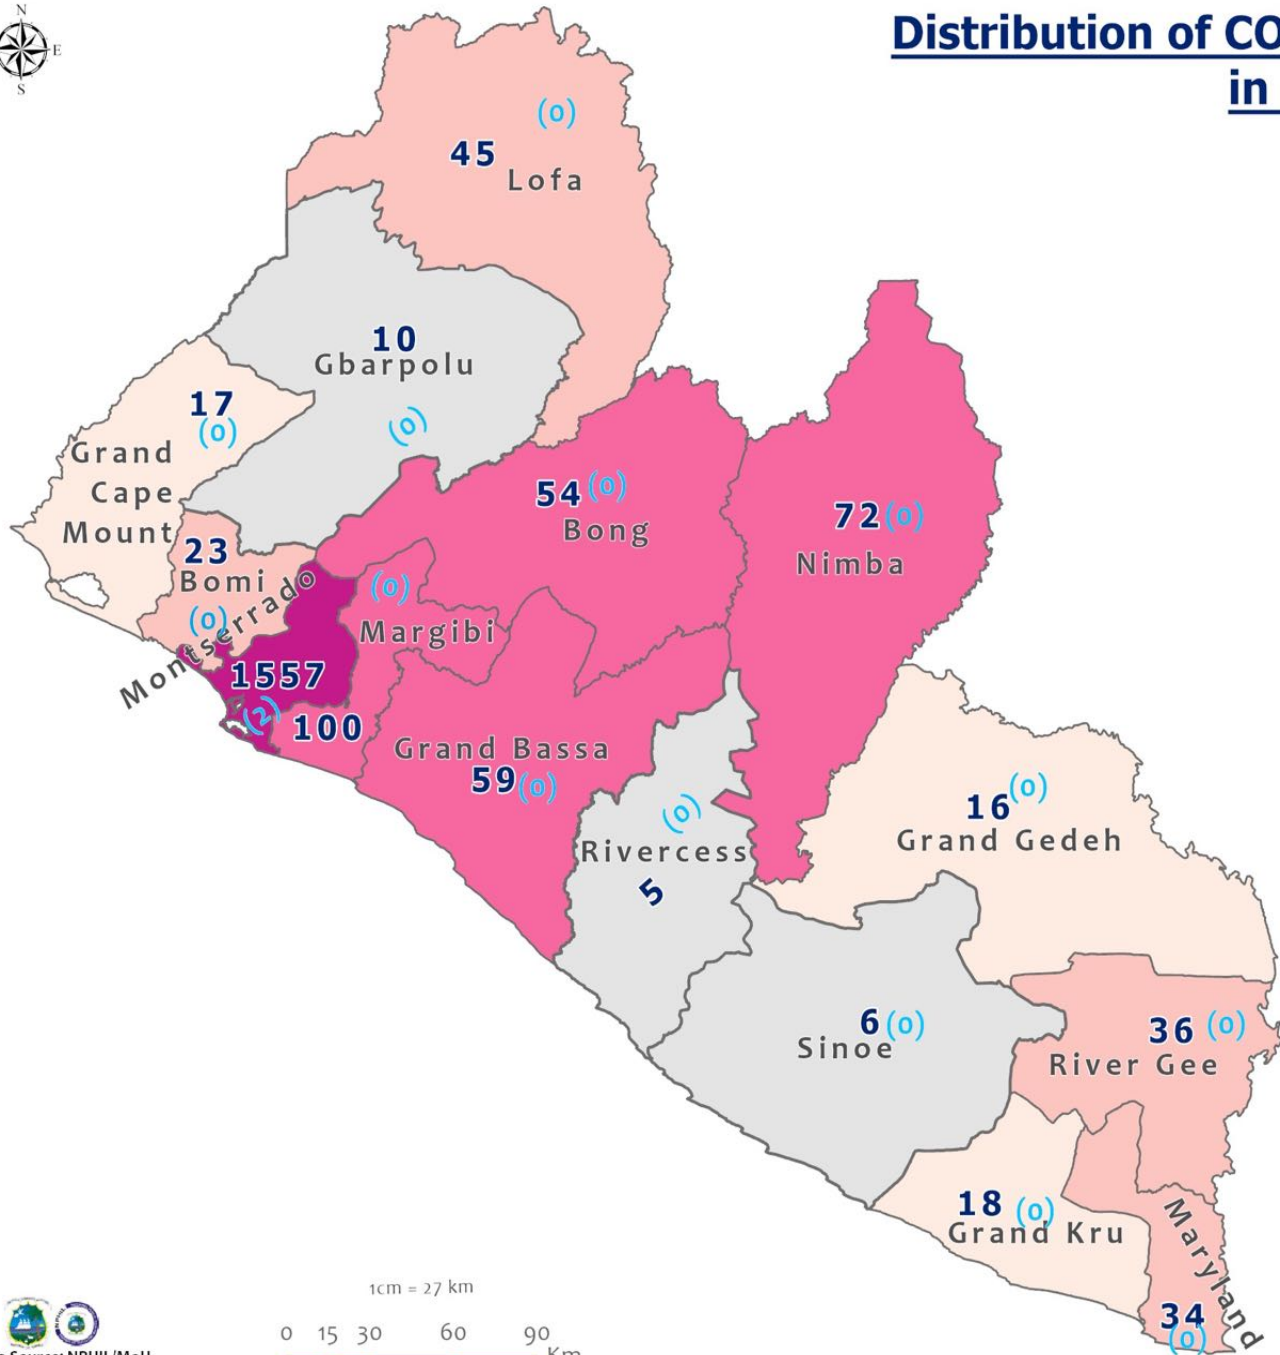 N
E
S
Distribution of CO
in
(0)
45
Lofa
10
Gbarpolu
(0)
17
(0)
Grand
Cape
Mount
54 (0)
Bong
72 (0)
Nimba
23
Bomi
(0)
Montserrado
1557
(2)
(0)
Margibi
100
Grand Bassa
59 (0)
(0)
Rivercess
5
16 (0)
Grand Gedeh
6 (0)
Sinoe
36 (0)
River Gee
18 (0)
Grand Kru
Maryland
34
(0)
1cm = 27 km
0 15 30 60 90
Km